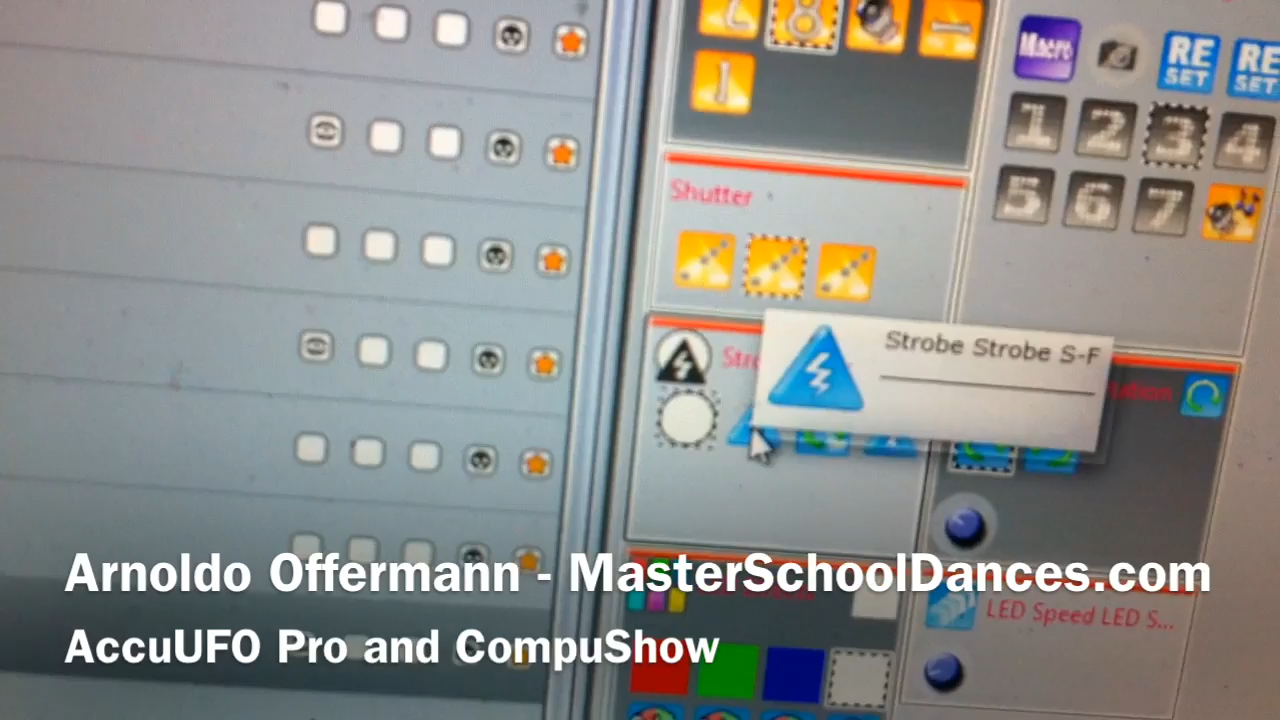 Macro
RE
SET
RE
SET
1 2 3 4
5 6 7
8
Shutter
Strobe Strobe S-F
LED Speed LED S...
Arnoldo Offermann - MasterSchoolDances.com
AccuUFO Pro and CompuShow